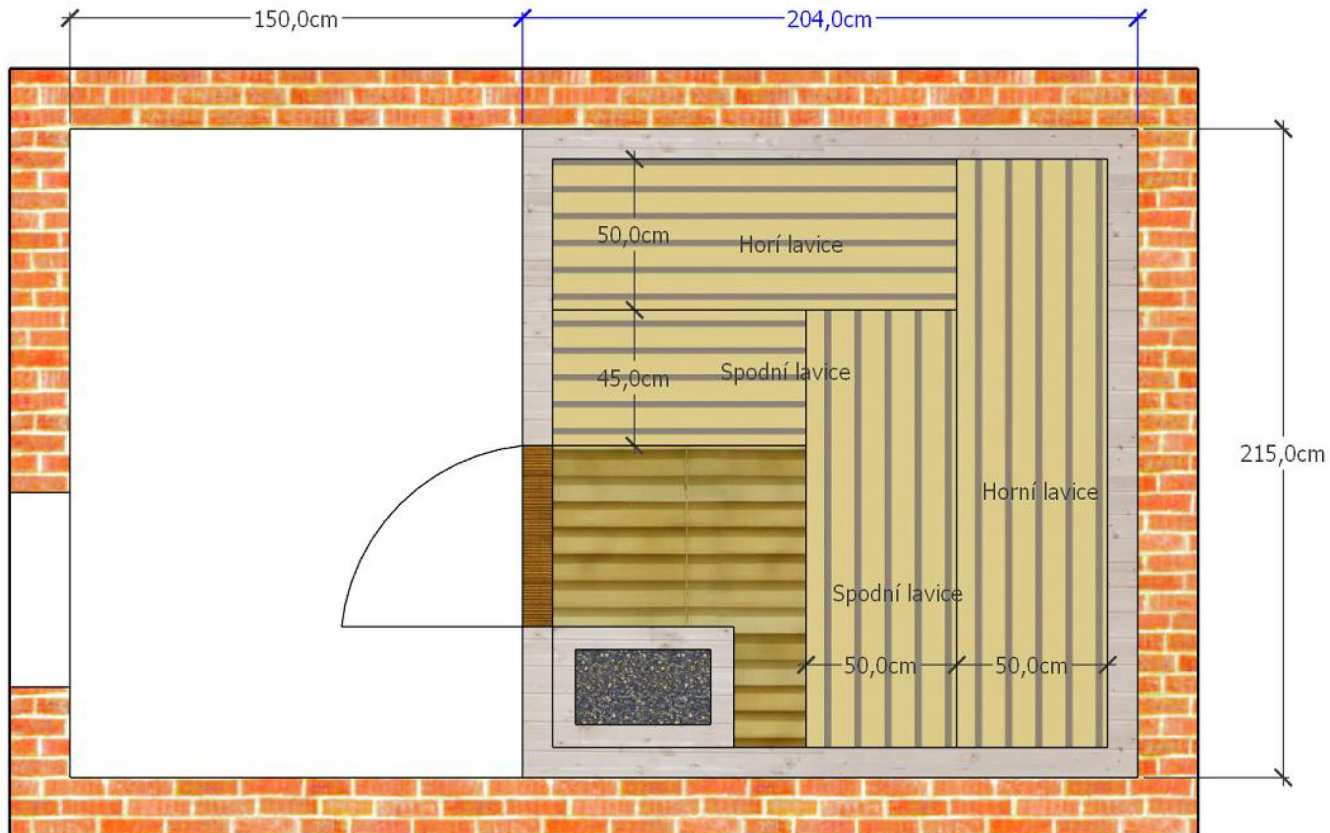 150,0cm
204,0cm
50,0cm
Horí lavice
45,0cm
Spodní lavice
215,0cm
Horní lavice
Spodní lavice
50,0cm
50,0cm